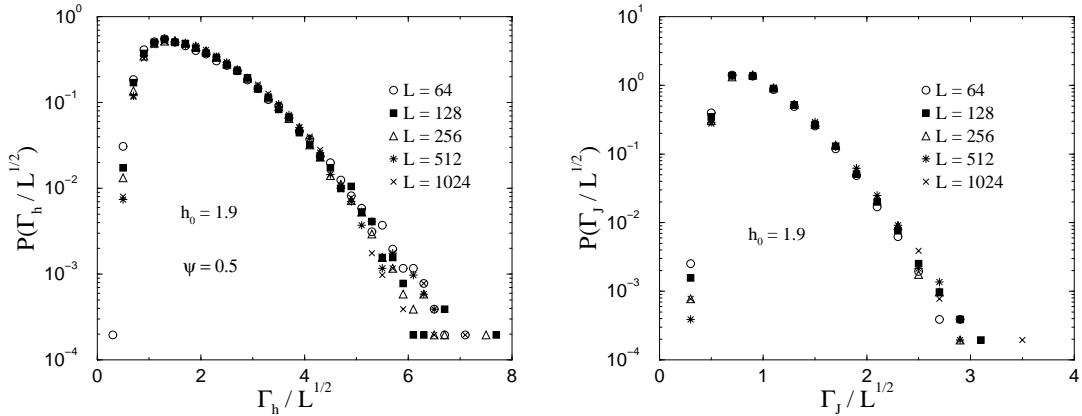 10^0
10^-1
10^-2
10^-3
10^-4
P(Γ_h / L^1/2)
0 2 4 6 8
Γ_h / L^1/2
L = 64
L = 128
L = 256
L = 512
L = 1024
h_0 = 1.9
ψ = 0.5
10^1
10^0
10^-1
10^-2
10^-3
10^-4
P(Γ_J / L^1/2)
0 1 2 3 4
Γ_J / L^1/2
L = 64
L = 128
L = 256
L = 512
L = 1024
h_0 = 1.9